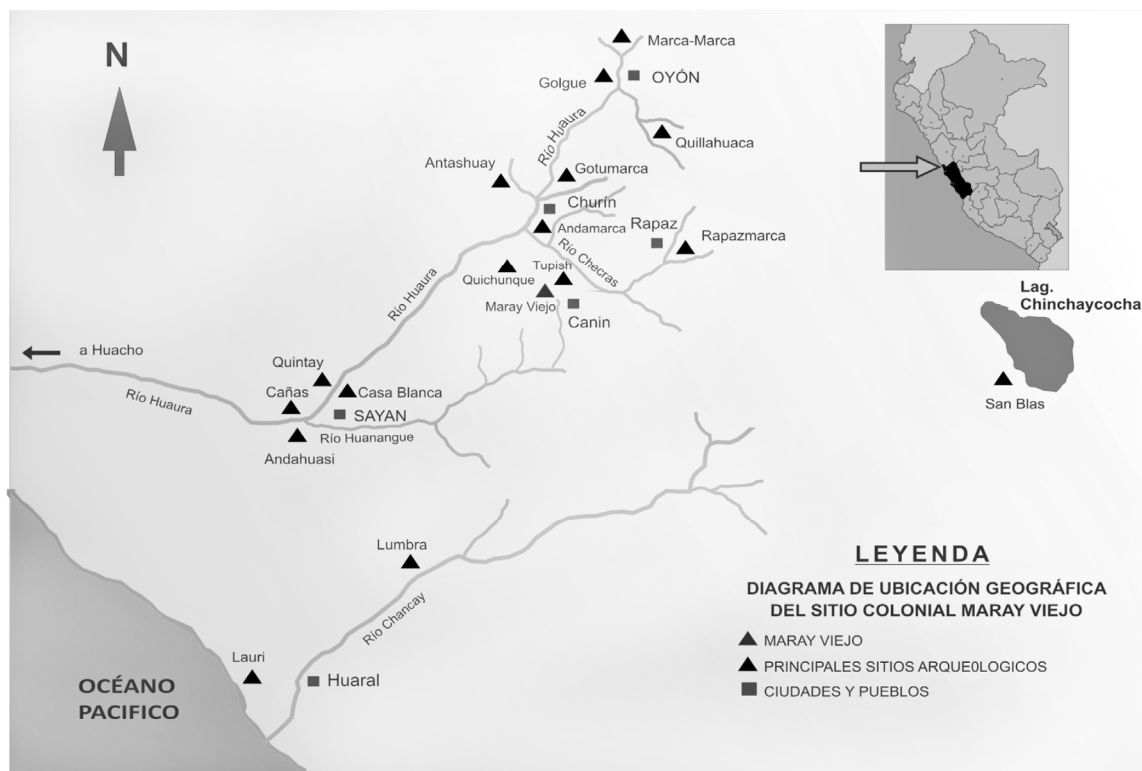 N
Marca-Marca
Golgue
OYÓN
Río Huaura
Quillahuaca
Antashuay
Gotumarca
Churín
Rapaz
Andamarca
Rapazmarca
Río Checras
Tupish
Quichunque
Maray Viejo
Canin
Río Huaura
Lag.
Chinchaycocha
San Blas
a Huacho
Quintay
Cañas
Casa Blanca
Río Huaura
SAYAN
Río Huanangue
Andahuasi
Lumbra
Río Chancay
Lauri
Huaral
OCÉANO
PACIFICO
LEYENDA
DIAGRAMA DE UBICACIÓN GEOGRÁFICA
DEL SITIO COLONIAL MARAY VIEJO
MARAY VIEJO
PRINCIPALES SITIOS ARQUE0LOGICOS
CIUDADES Y PUEBLOS